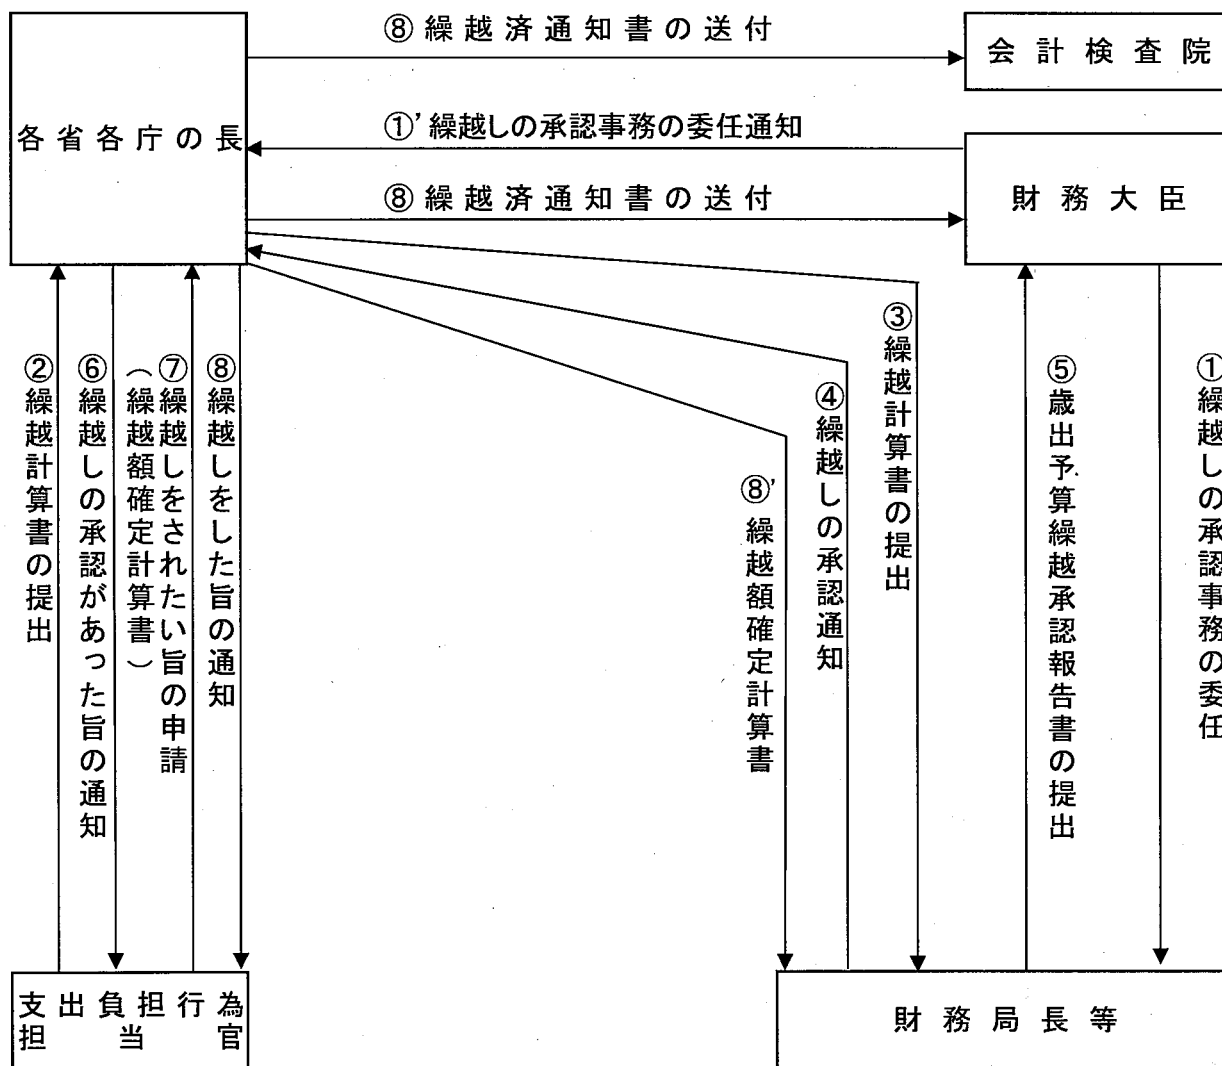 ⑧繰越済通知書の送付
会計検査院
各省各庁の長
①’繰越しの承認事務の委任通知
財務大臣
⑧繰越済通知書の送付
②繰越計算書の提出
⑥繰越しの承認があった旨の通知
⑦繰越しをされたい旨の申請
（繰越額確定計算書）
⑧繰越しをした旨の通知
⑧’繰越額確定計算書
④繰越しの承認通知
③繰越計算書の提出
⑤歳出予算繰越承認報告書の提出
①繰越しの承認事務の委任
支出負担行為
担当官
財務局長等